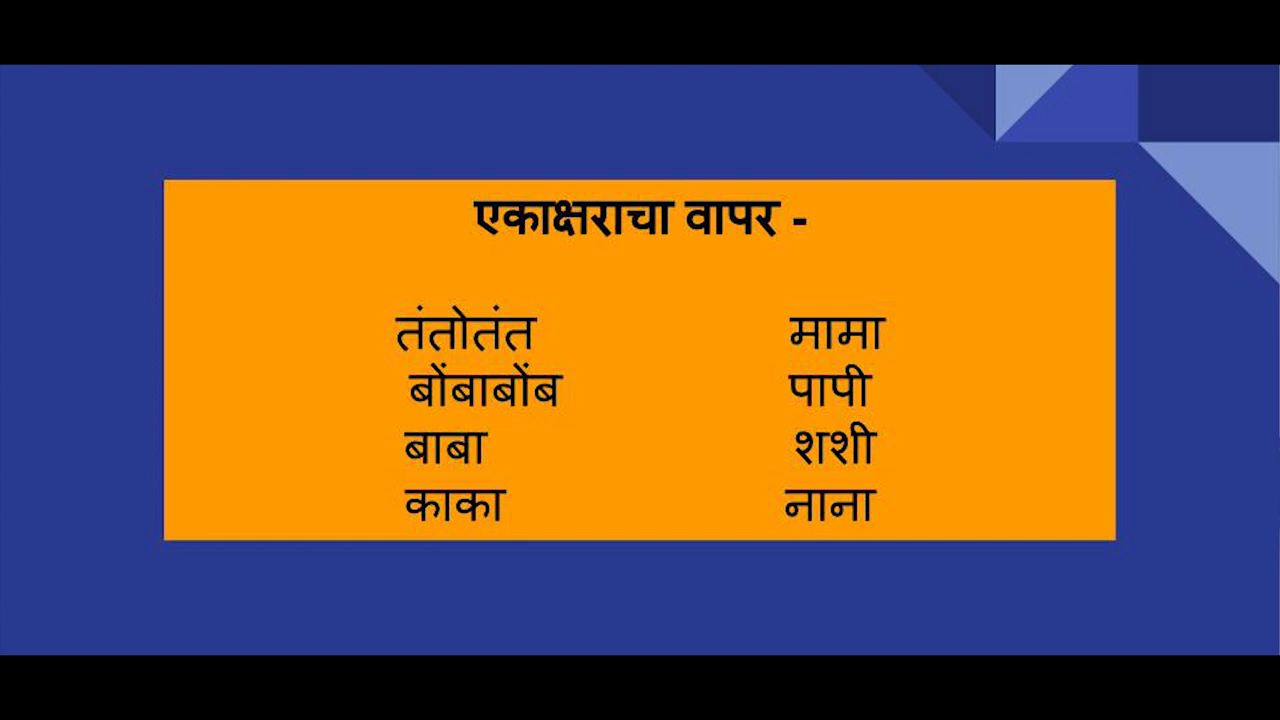 एकाक्षराचा वापर -
तंतोतंत मामा
बोंबाबोंब पापी
बाबा शशी
काका नाना